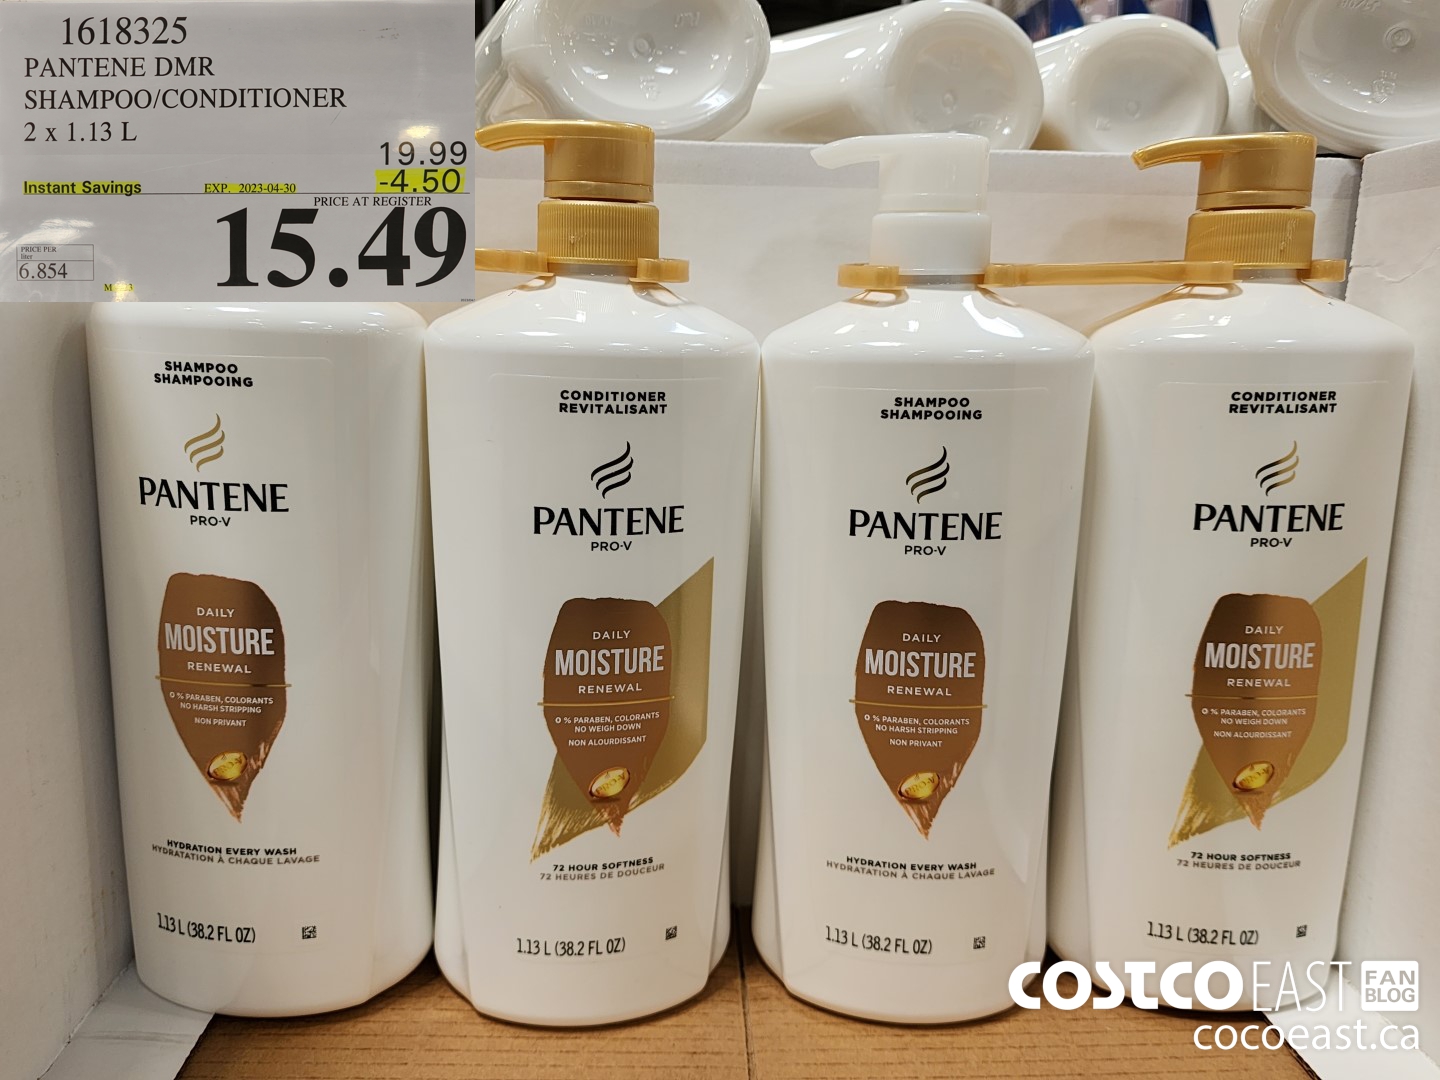 1618325
PANTENE DMR
SHAMPOO/CONDITIONER
2 x 1.13 L
19.99
Instant Savings EXP. 2023-04-30 -4.50
PRICE AT REGISTER
15.49
PRICE PER
liter
6.854
SHAMPOO
SHAMPOOING
PANTENE
PRO-V
DAILY
MOISTURE
RENEWAL
0 % PARABEN, COLORANTS
NO HARSH STRIPPING
NON PRIVANT
HYDRATION EVERY WASH
HYDRATATION À CHAQUE LAVAGE
1.13 L (38.2 FL OZ)
CONDITIONER
REVITALISANT
PANTENE
PRO-V
DAILY
MOISTURE
RENEWAL
0 % PARABEN, COLORANTS
NO WEIGH DOWN
NON ALOURDISSANT
PRO-V
72 HOUR SOFTNESS
72 HEURES DE DOUCEUR
1.13 L (38.2 FL OZ)
SHAMPOO
SHAMPOOING
PANTENE
PRO-V
DAILY
MOISTURE
RENEWAL
0 % PARABEN, COLORANTS
NO HARSH STRIPPING
NON PRIVANT
PRO-V
HYDRATION EVERY WASH
HYDRATATION À CHAQUE LAVAGE
1.13 L (38.2 FL OZ)
CONDITIONER
REVITALISANT
PANTENE
PRO-V
DAILY
MOISTURE
RENEWAL
0 % PARABEN, COLORANTS
NO WEIGH DOWN
NON ALOURDISSANT
PRO-V
72 HOUR SOFTNESS
72 HEURES DE DOUCEUR
1.13 L (38.2 FL OZ)
COSTCO EAST FAN BLOG
cocoeast.ca